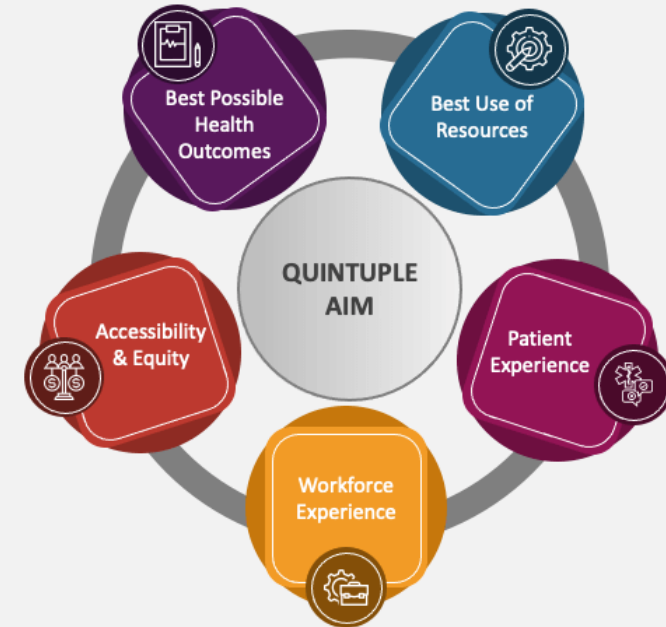 Best Possible
Health
Outcomes
Best Use of
Resources
QUINTUPLE
AIM
Accessibility
& Equity
Patient
Experience
Workforce
Experience